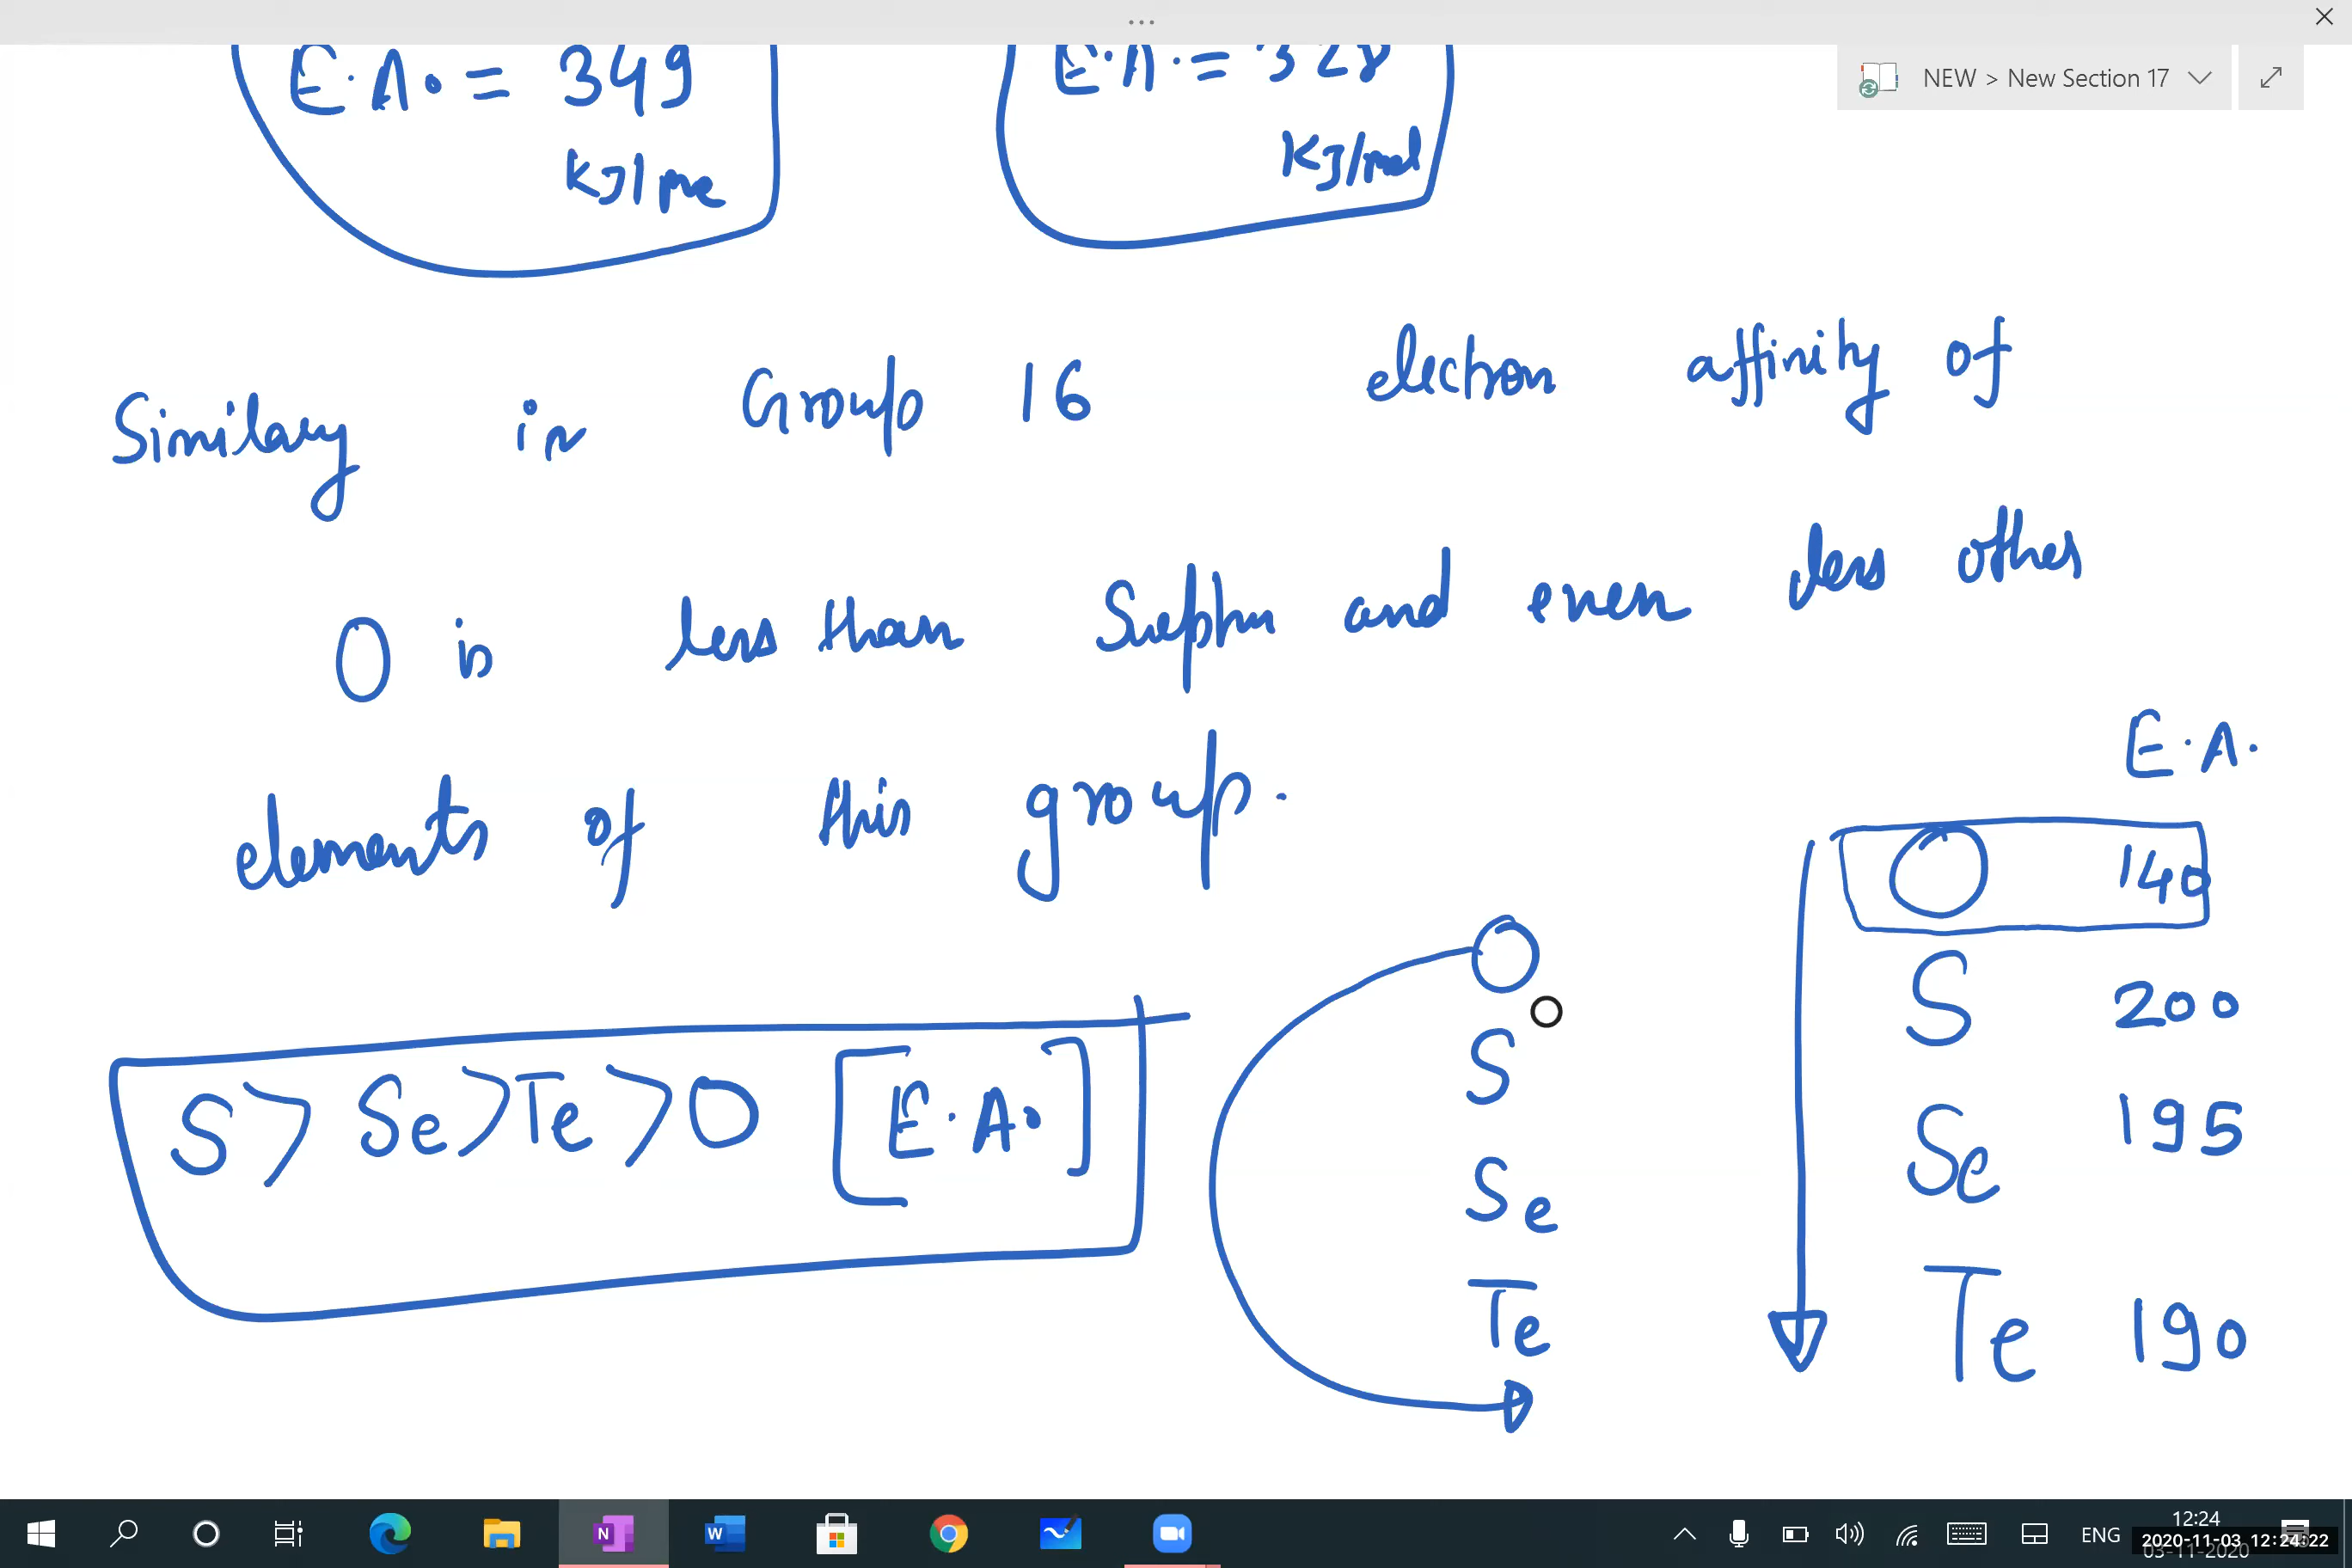 NEW > New Section 17
E.A. = 349
KJ/
E.A. = 328
KJ/mol
Similarly in Group 16 electron affinity of
O is less than Sulphur and even less other
elements of this group.
E.A.
O 140
S 200
Se 195
Te 190
O
S
Se
Te
S > Se > Te > O [E.A.]
ENG
12:24
03-11-2020
2020-11-03 12:24:22